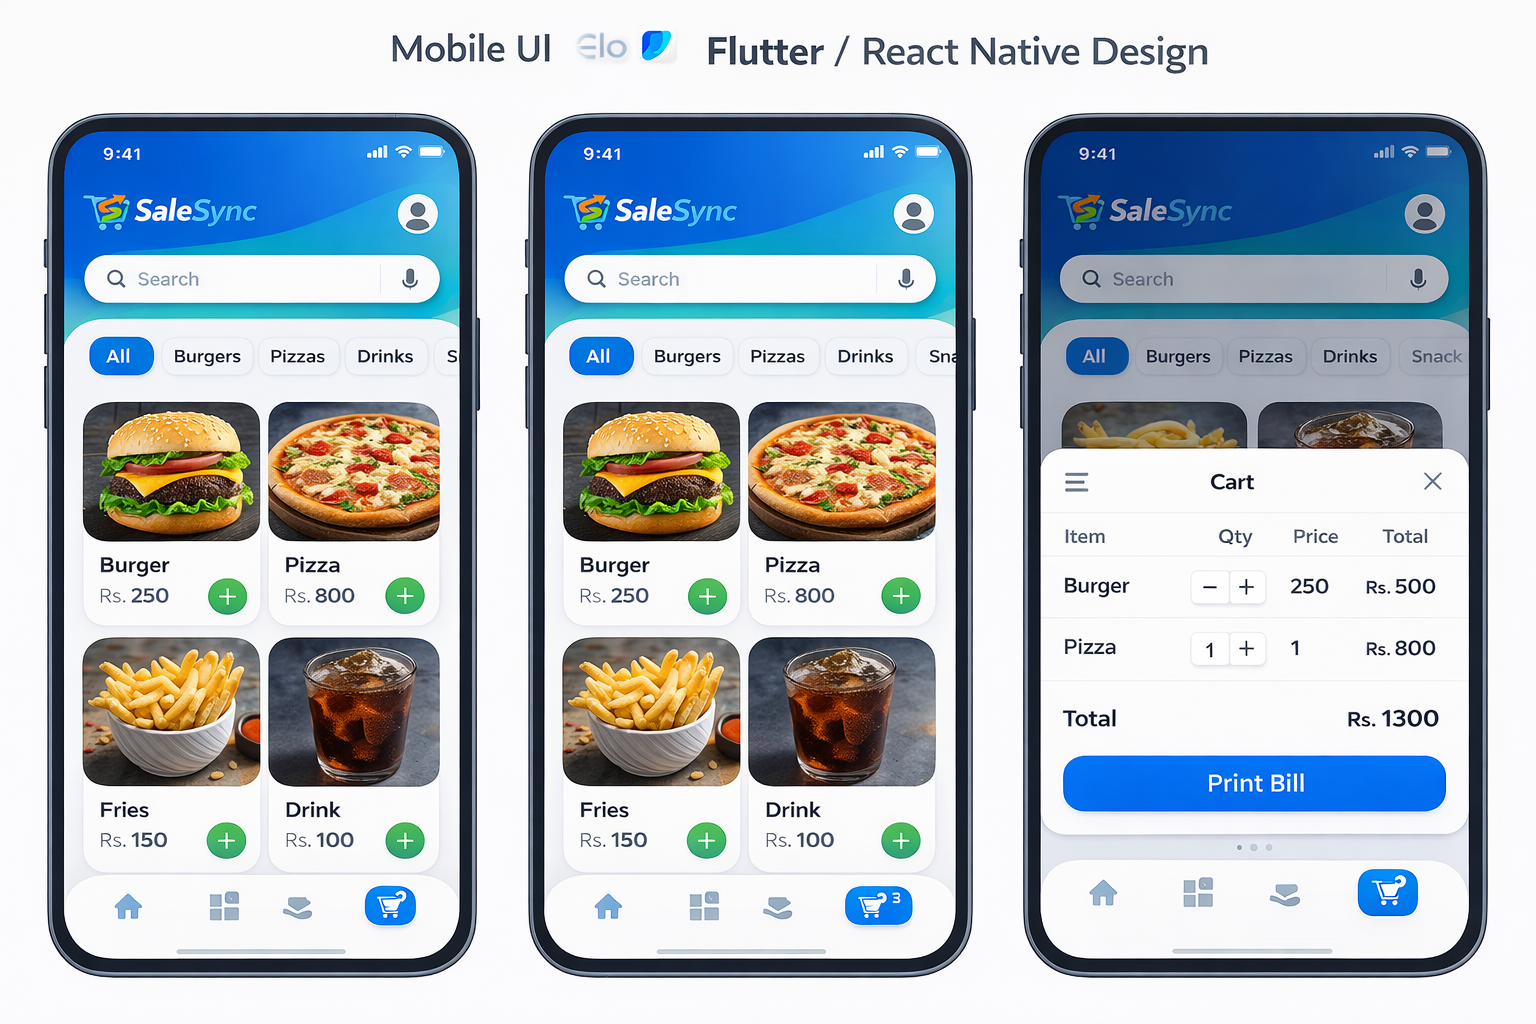 Mobile UI Elo Flutter / React Native Design
9:41
SaleSync
Search
All Burgers Pizzas Drinks S
Burger
Rs. 250
Pizza
Rs. 800
Fries
Rs. 150
Drink
Rs. 100
9:41
SaleSync
Search
All Burgers Pizzas Drinks Sna
Burger
Rs. 250
Pizza
Rs. 800
Fries
Rs. 150
Drink
Rs. 100
3
9:41
SaleSync
Search
All Burgers Pizzas Drinks Snack
Cart
Item Qty Price Total
Burger − + 250 Rs. 500
Pizza 1 + 1 Rs. 800
Total Rs. 1300
Print Bill